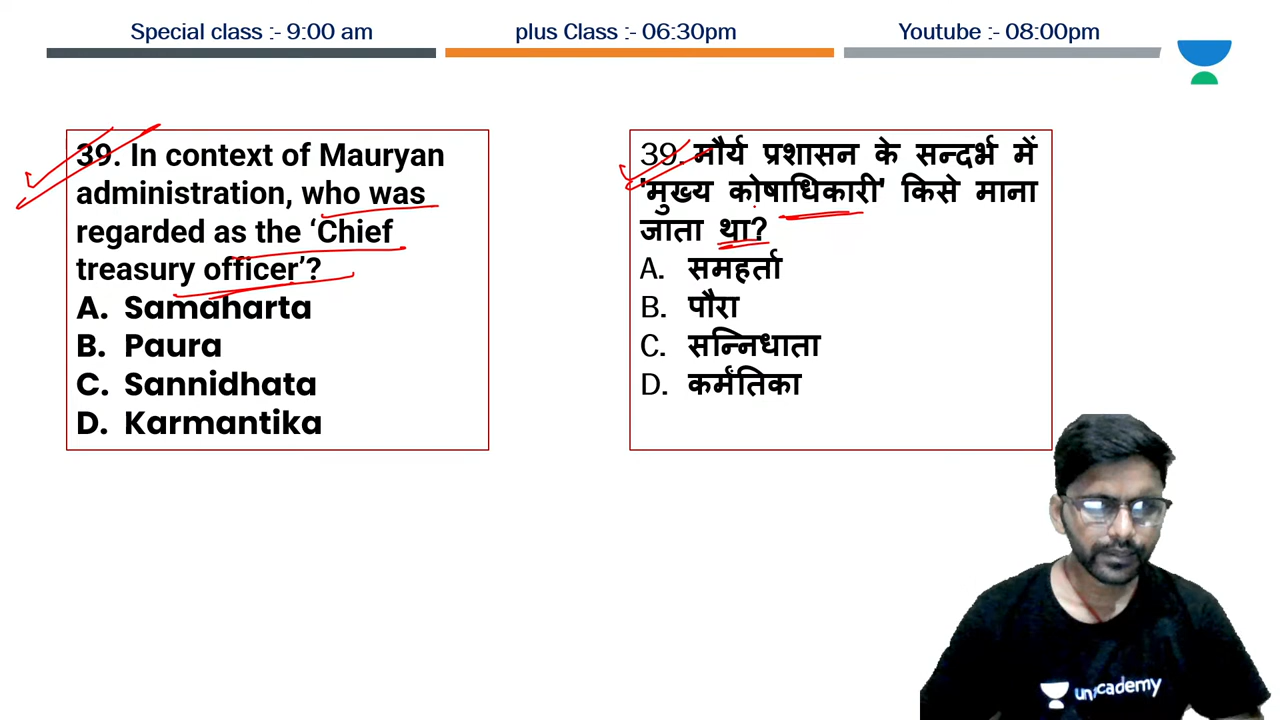 Special class :- 9:00 am
plus Class :- 06:30pm
Youtube :- 08:00pm
39. In context of Mauryan
administration, who was
regarded as the ‘Chief
treasury officer’?
A. Samaharta
B. Paura
C. Sannidhata
D. Karmantika
39. मौर्य प्रशासन के सन्दर्भ में
'मुख्य कोषाधिकारी' किसे माना
जाता था?
A. समहर्ता
B. पौरा
C. सन्निधाता
D. कर्मंतिका
unacademy